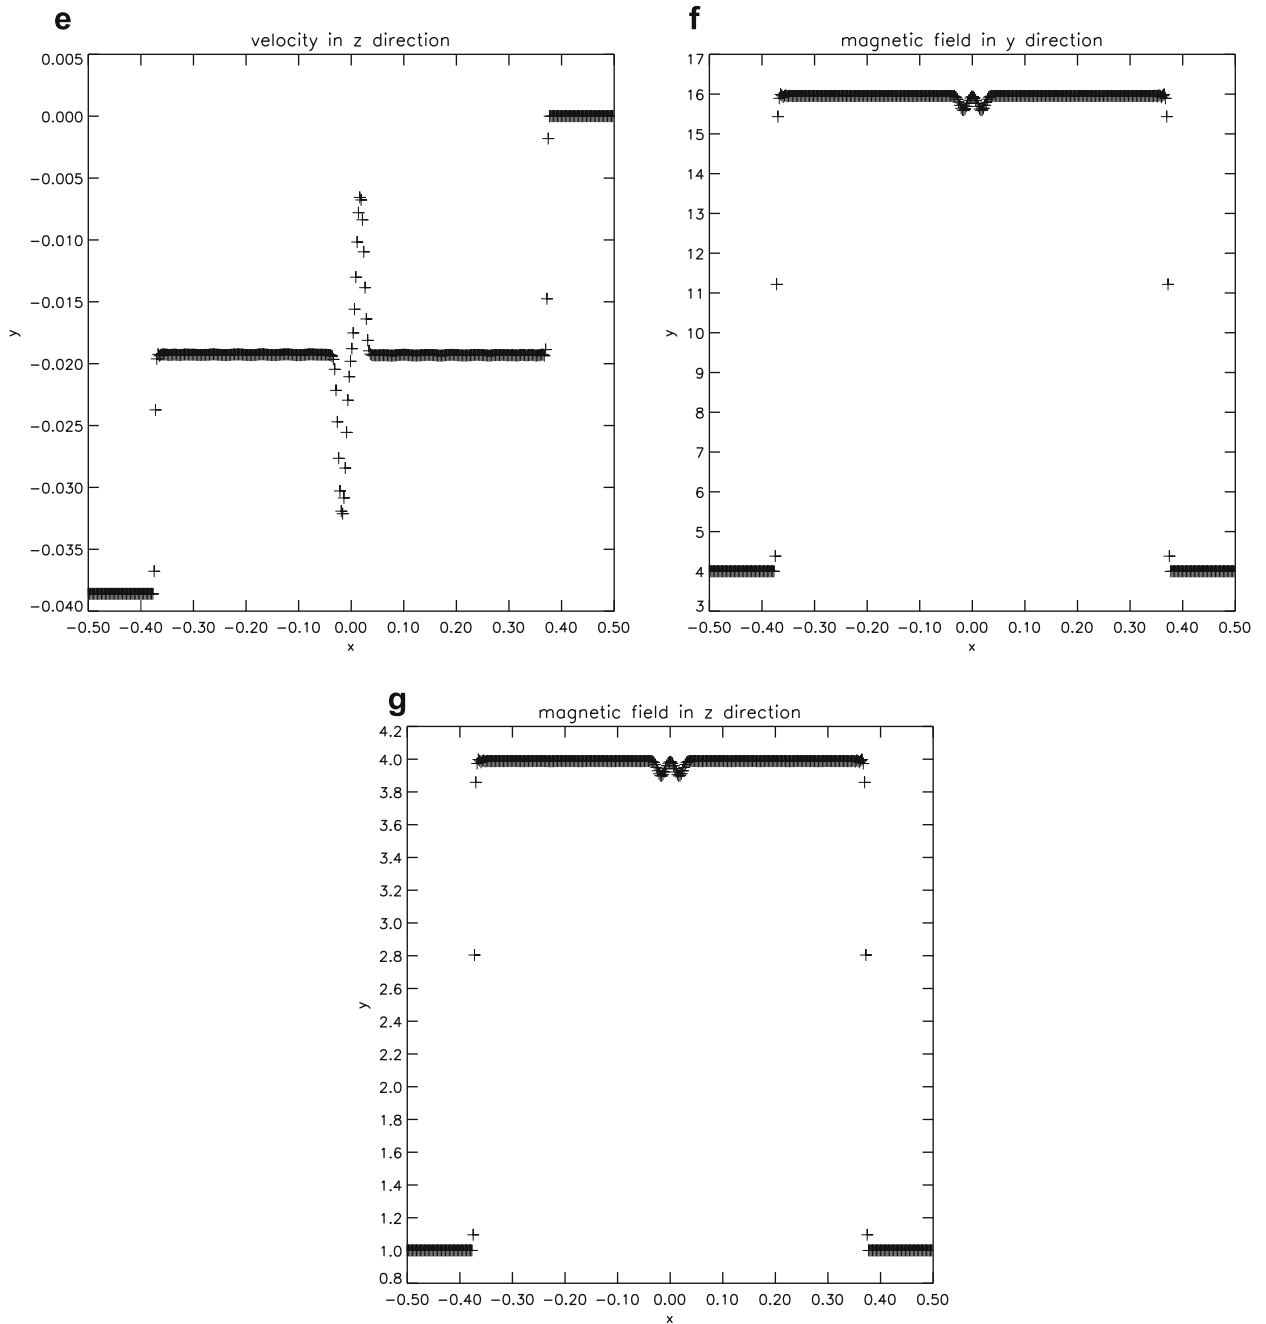 e
velocity in z direction
0.005
0.000
−0.005
−0.010
−0.015
−0.020
−0.025
−0.030
−0.035
−0.040
y
−0.50 −0.40 −0.30 −0.20 −0.10 0.00 0.10 0.20 0.30 0.40 0.50
x
f
magnetic field in y direction
17
16
15
14
13
12
11
10
9
8
7
6
5
4
3
y
−0.50 −0.40 −0.30 −0.20 −0.10 0.00 0.10 0.20 0.30 0.40 0.50
x
g
magnetic field in z direction
4.2
4.0
3.8
3.6
3.4
3.2
3.0
2.8
2.6
2.4
2.2
2.0
1.8
1.6
1.4
1.2
1.0
0.8
y
−0.50 −0.40 −0.30 −0.20 −0.10 0.00 0.10 0.20 0.30 0.40 0.50
x